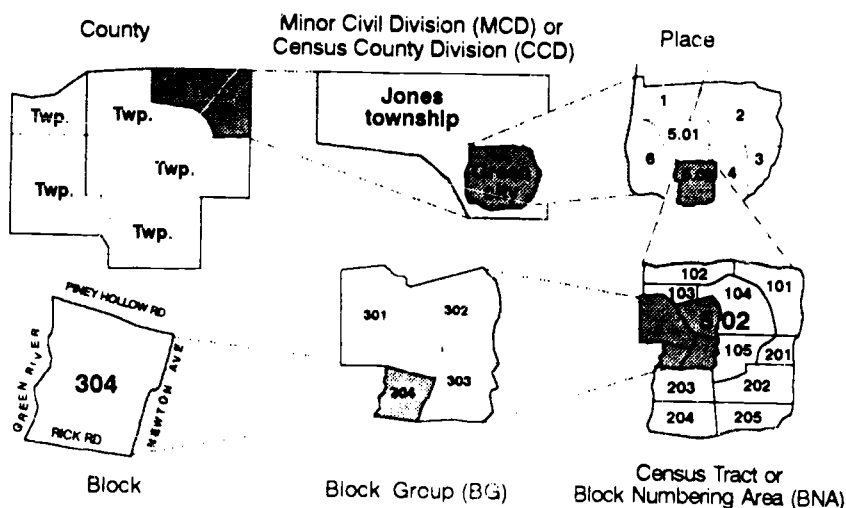 County
Minor Civil Division (MCD) or
Census County Division (CCD)
Place
Twp.
Twp.
Twp.
Twp.
Twp.
Jones
township
1
2
5.01
6
3
4
102
101
103
104
105
201
203
202
204
205
PINEY HOLLOW RD
GREEN RIVER
304
NEWTON AVE
RICK RD
301
302
303
304
Block
Block Group (BG)
Census Tract or
Block Numbering Area (BNA)